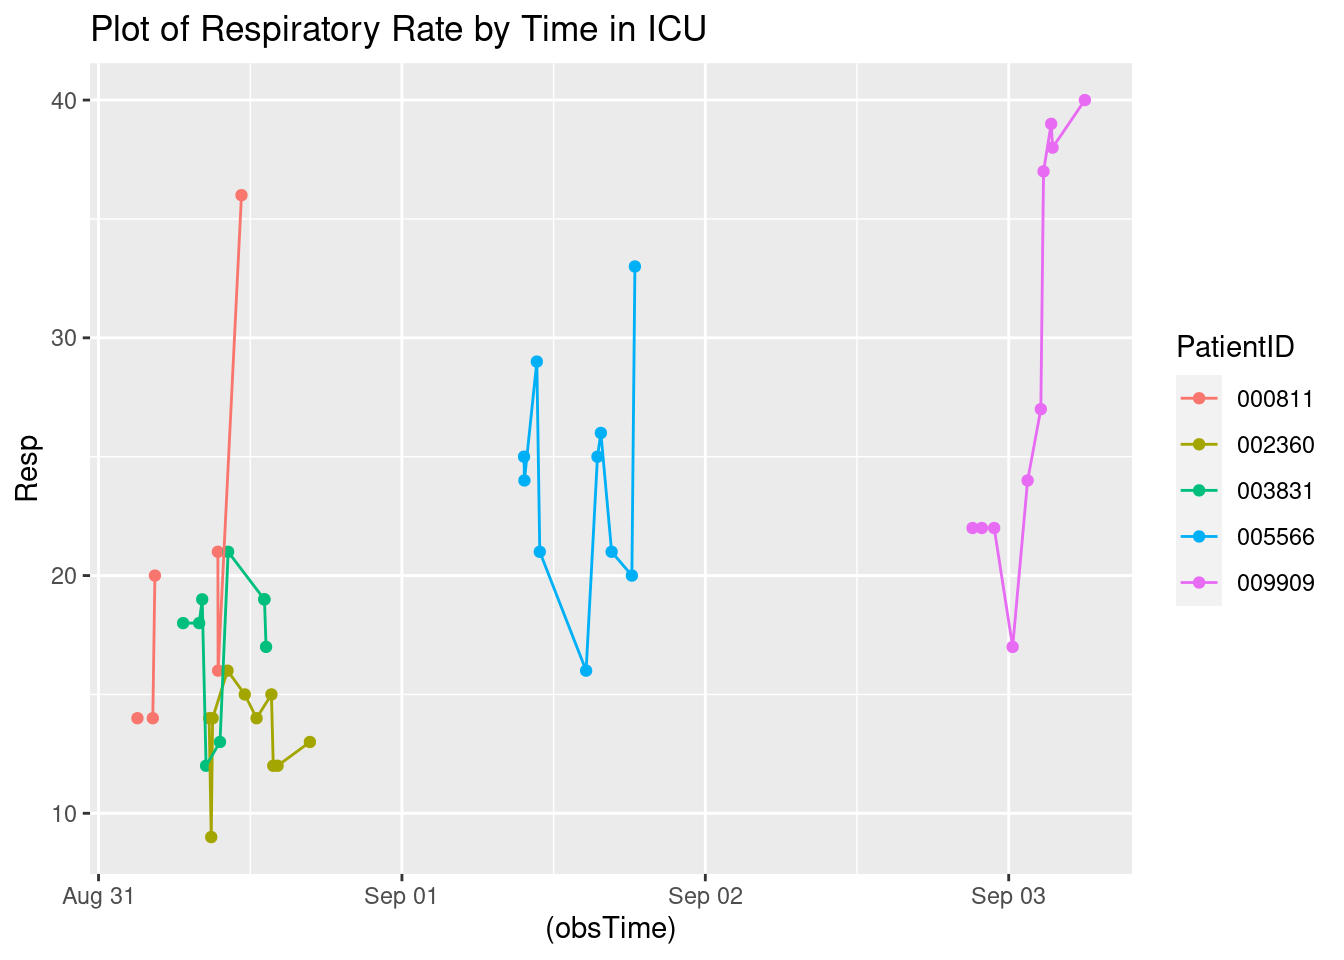 Plot of Respiratory Rate by Time in ICU
40
30
20
10
Resp
Aug 31 Sep 01 Sep 02 Sep 03
(obsTime)
PatientID
000811
002360
003831
005566
009909